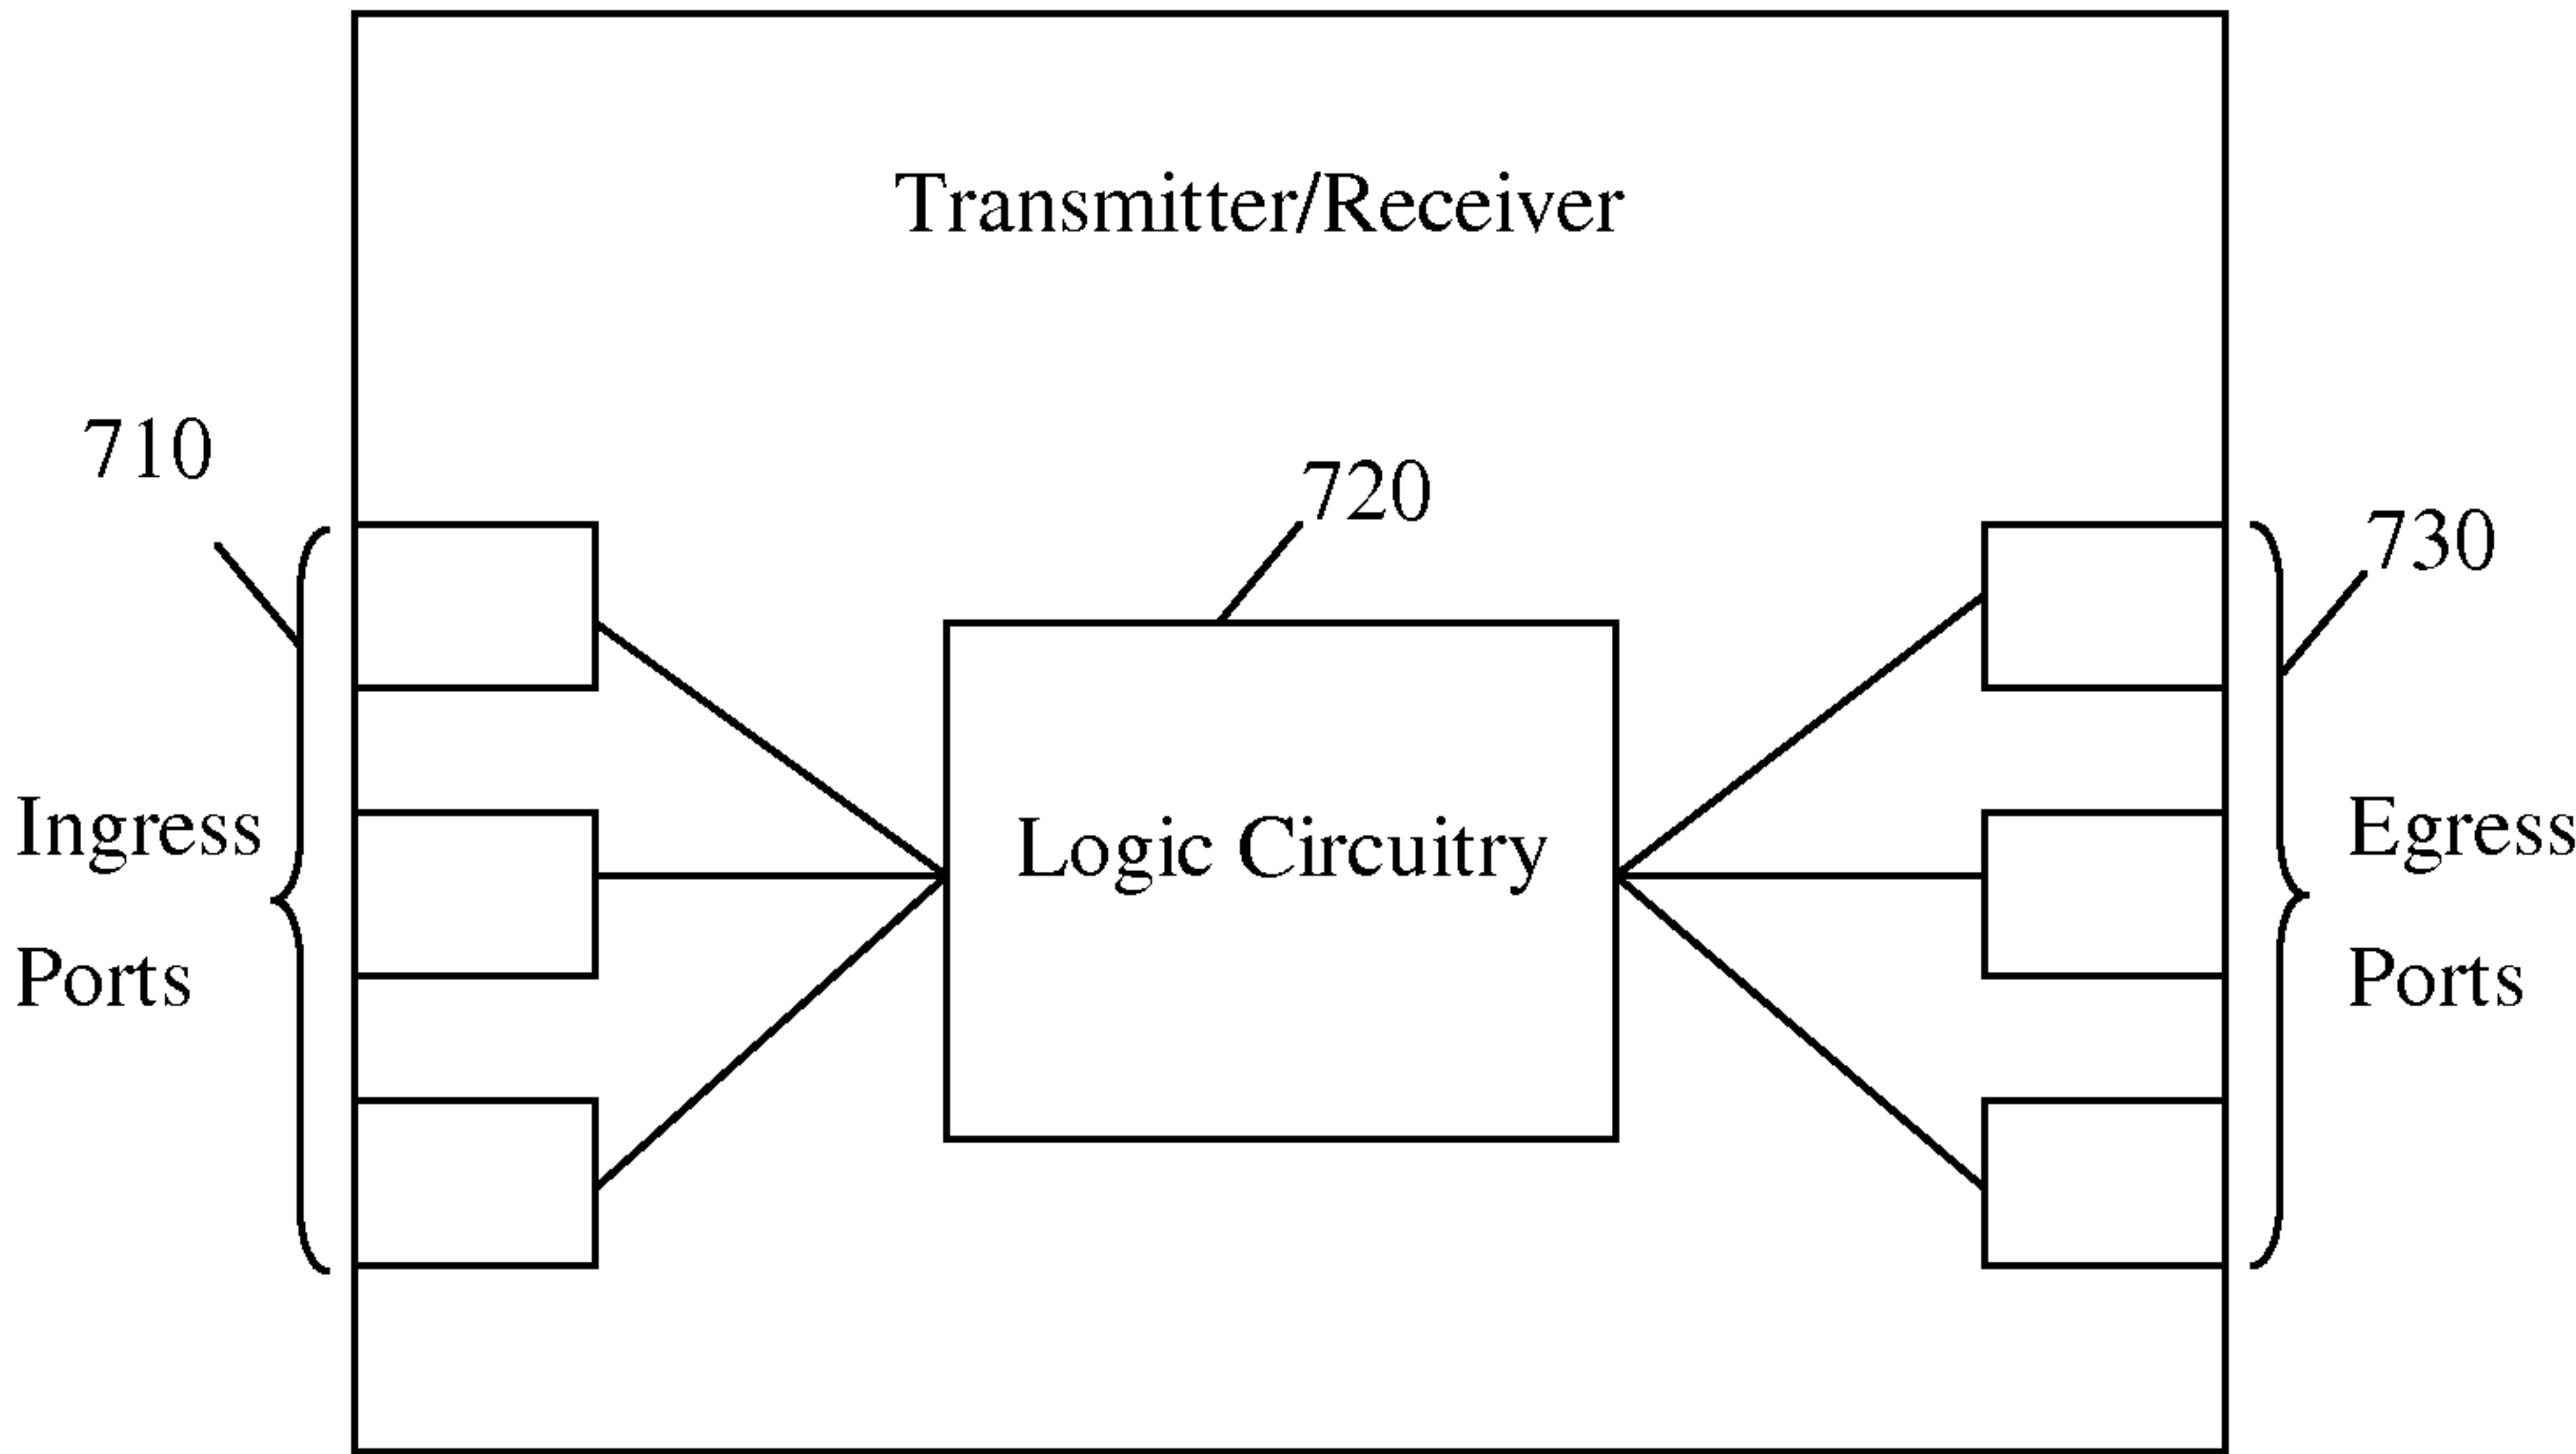 Transmitter/Receiver
710
720
730
Ingress
Ports
Logic Circuitry
Egress
Ports